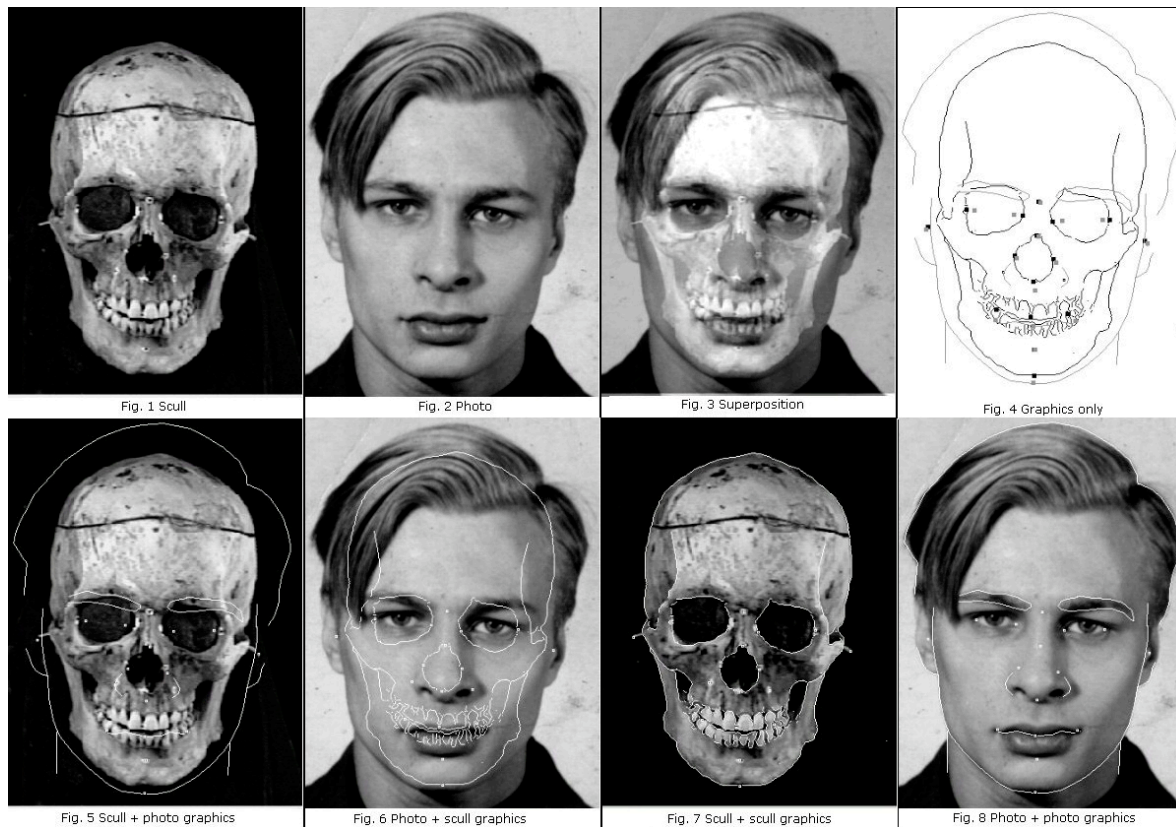 Fig. 1 Scull
Fig. 2 Photo
Fig. 3 Superposition
Fig. 4 Graphics only
Fig. 5 Scull + photo graphics
Fig. 6 Photo + scull graphics
Fig. 7 Scull + scull graphics
Fig. 8 Photo + photo graphics